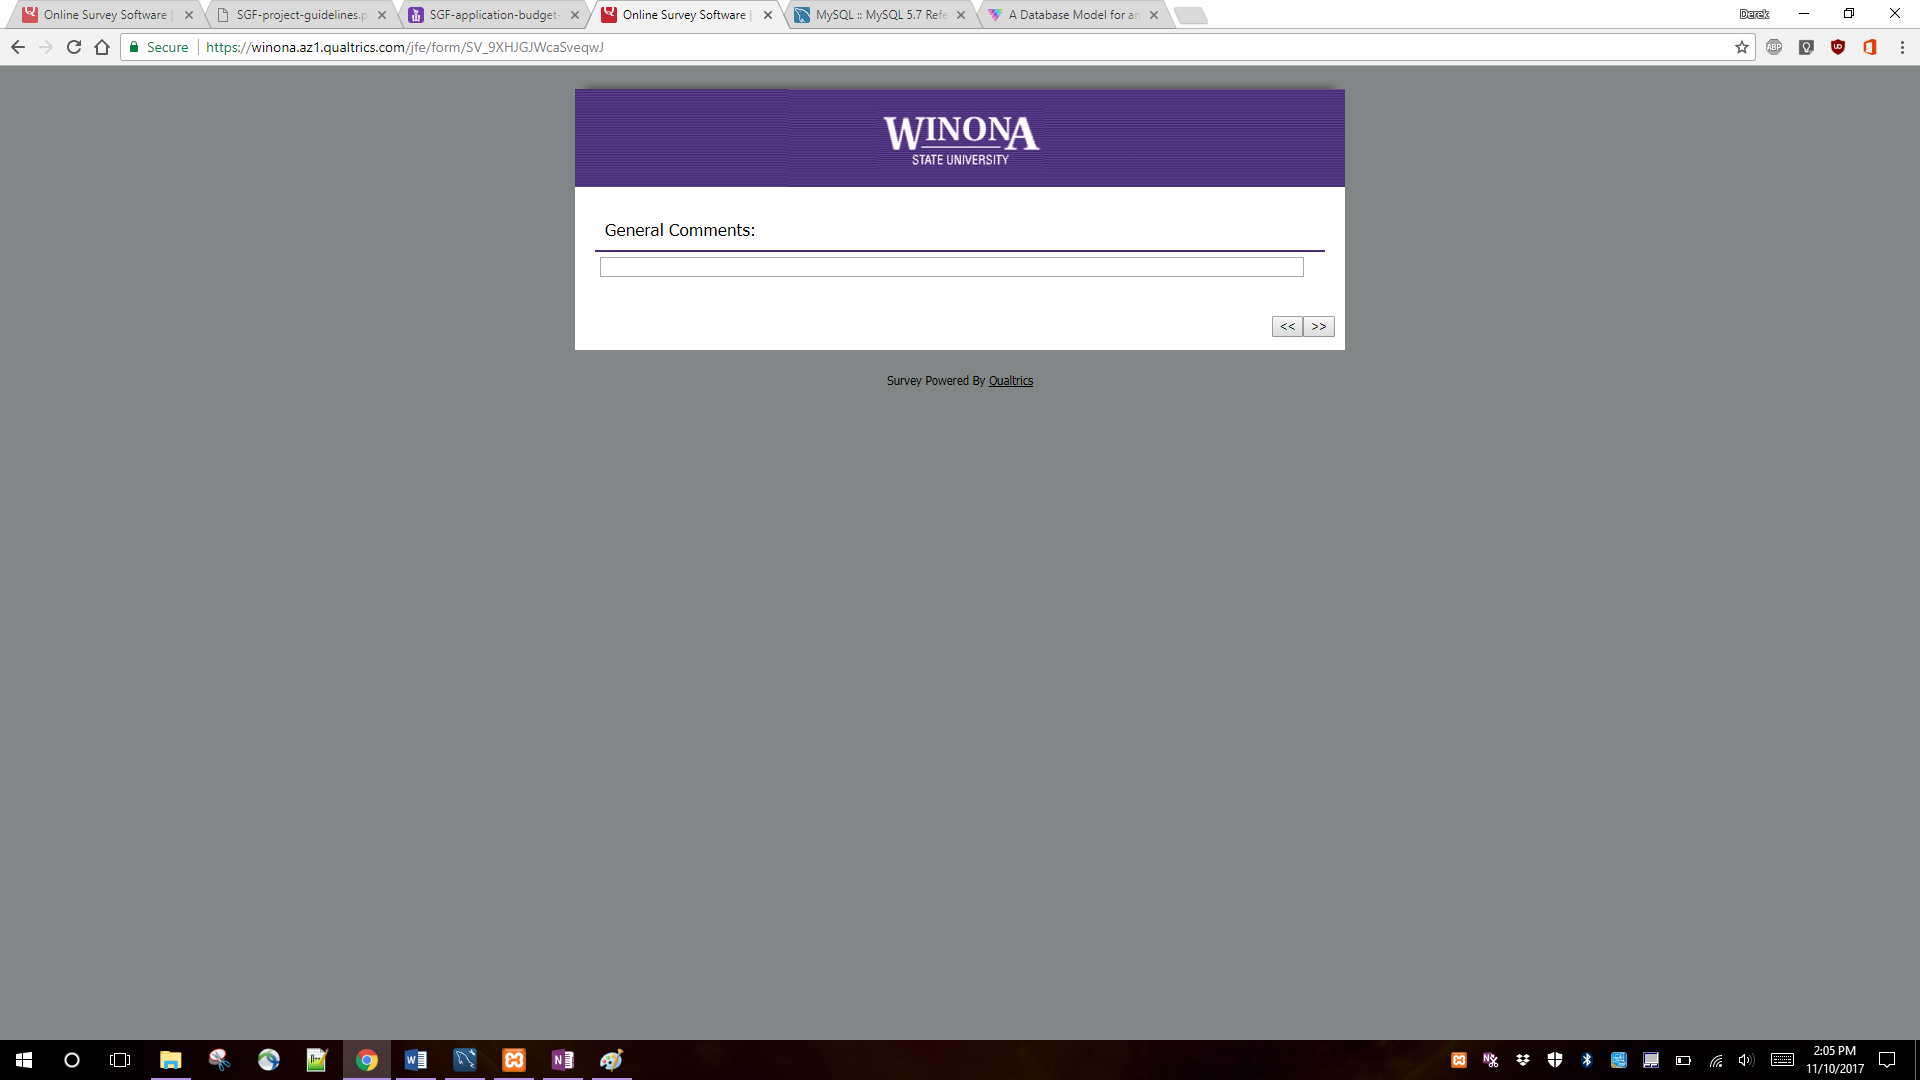 Online Survey Software |
SGF-project-guidelines.p
SGF-application-budget-
Online Survey Software |
MySQL :: MySQL 5.7 Refe
A Database Model for an
Derek
Secure
https://winona.az1.qualtrics.com/jfe/form/SV_9XHJGJWcaSveqwJ
ABP
WINONA
STATE UNIVERSITY
General Comments:
<< >>
Survey Powered By Qualtrics
2:05 PM
11/10/2017